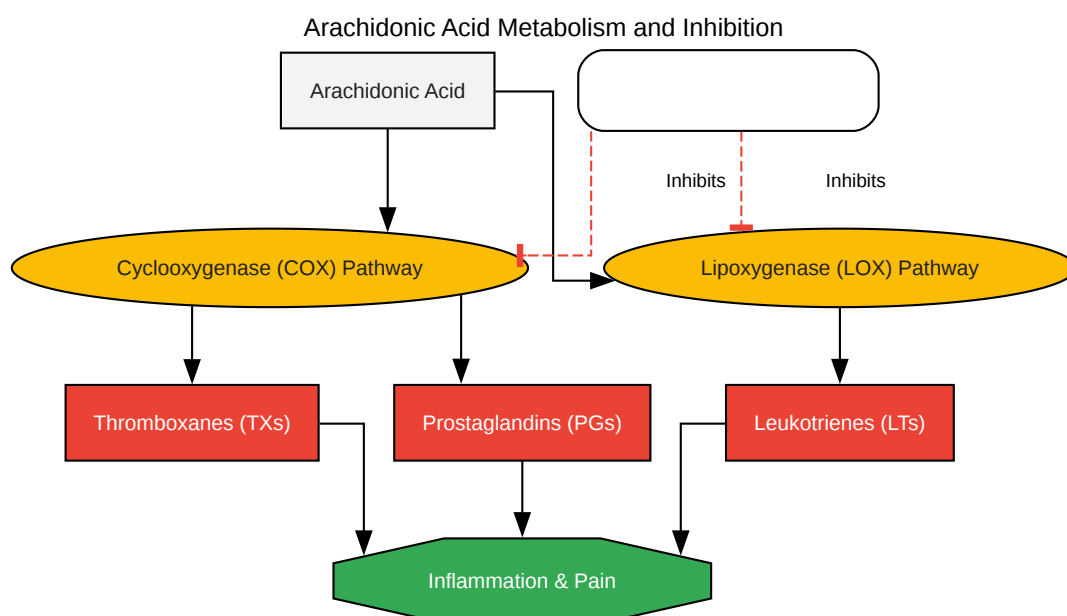 Arachidonic Acid Metabolism and Inhibition
Arachidonic Acid
Inhibits
Inhibits
Cyclooxygenase (COX) Pathway
Lipoxygenase (LOX) Pathway
Thromboxanes (TXs)
Prostaglandins (PGs)
Leukotrienes (LTs)
Inflammation & Pain